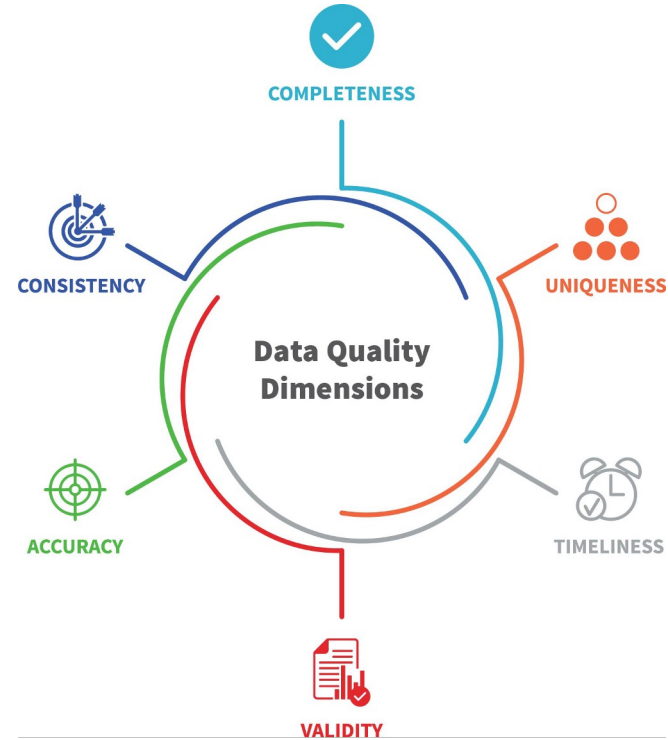 COMPLETENESS
CONSISTENCY
UNIQUENESS
Data Quality
Dimensions
ACCURACY
TIMELINESS
VALIDITY